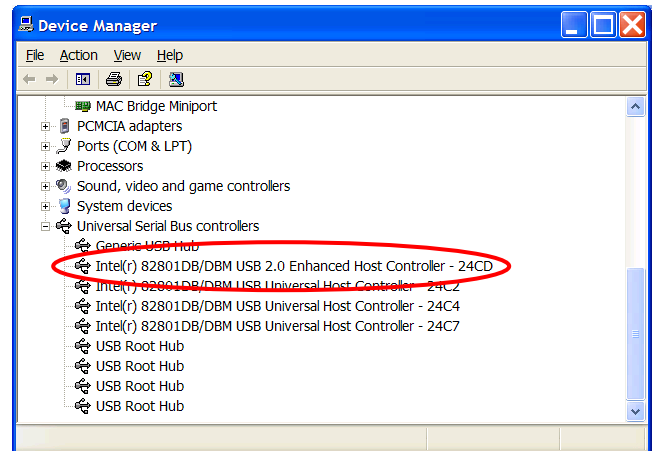 Device Manager
File Action View Help
MAC Bridge Miniport
PCMCIA adapters
Ports (COM & LPT)
Processors
Sound, video and game controllers
System devices
Universal Serial Bus controllers
Generic USB Hub
Intel(r) 82801DB/DBM USB 2.0 Enhanced Host Controller - 24CD
Intel(r) 82801DB/DBM USB Universal Host Controller - 24C2
Intel(r) 82801DB/DBM USB Universal Host Controller - 24C4
Intel(r) 82801DB/DBM USB Universal Host Controller - 24C7
USB Root Hub
USB Root Hub
USB Root Hub
USB Root Hub